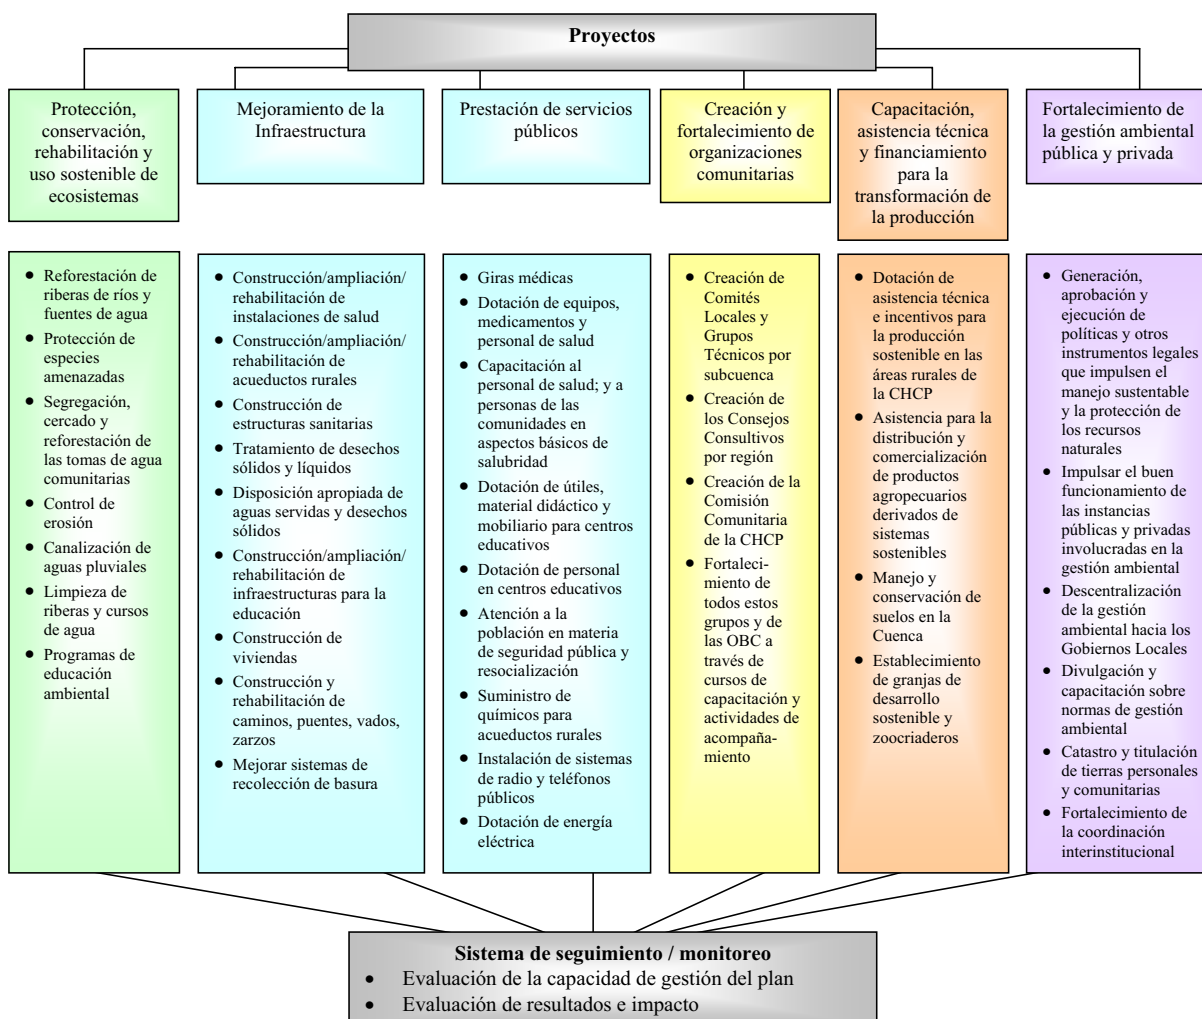 Proyectos
Protección,
conservación,
rehabilitación y
uso sostenible de
ecosistemas
Mejoramiento de la
Infraestructura
Prestación de servicios
públicos
Creación y
fortalecimiento de
organizaciones
comunitarias
Capacitación,
asistencia técnica
y financiamiento
para la
transformación de
la producción
Fortalecimiento de
la gestión ambiental
pública y privada
• Reforestación de
riberas de ríos y
fuentes de agua
• Protección de
especies
amenazadas
• Segregación,
cercado y
reforestación de
las tomas de agua
comunitarias
• Control de
erosión
• Canalización de
aguas pluviales
• Limpieza de
riberas y cursos
de agua
• Programas de
educación
ambiental
• Construcción/ampliación/
rehabilitación de
instalaciones de salud
• Construcción/ampliación/
rehabilitación de
acueductos rurales
• Construcción de
estructuras sanitarias
• Tratamiento de desechos
sólidos y líquidos
• Disposición apropiada de
aguas servidas y desechos
sólidos
• Construcción/ampliación/
rehabilitación de
infraestructuras para la
educación
• Construcción de
viviendas
• Construcción y
rehabilitación de
caminos, puentes, vados,
zarzos
• Mejorar sistemas de
recolección de basura
• Giras médicas
• Dotación de equipos,
medicamentos y
personal de salud
• Capacitación al
personal de salud; y a
personas de las
comunidades en
aspectos básicos de
salubridad
• Dotación de útiles,
material didáctico y
mobiliario para centros
educativos
• Dotación de personal
en centros educativos
• Atención a la
población en materia
de seguridad pública y
resocialización
• Suministro de
químicos para
acueductos rurales
• Instalación de sistemas
de radio y teléfonos
públicos
• Dotación de energía
eléctrica
• Creación de
Comités
Locales y
Grupos
Técnicos por
subcuenca
• Creación de
los Consejos
Consultivos
por región
• Creación de la
Comisión
Comunitaria
de la CHCP
• Fortaleci-
miento de
todos estos
grupos y de
las OBC a
través de
cursos de
capacitación y
actividades de
acompaña-
miento
• Dotación de
asistencia técnica
e incentivos para
la producción
sostenible en las
áreas rurales de
la CHCP
• Asistencia para la
distribución y
comercialización
de productos
agropecuarios
derivados de
sistemas
sostenibles
• Manejo y
conservación de
suelos en la
Cuenca
• Establecimiento
de granjas de
desarrollo
sostenible y
zoocriaderos
• Generación,
aprobación y
ejecución de
políticas y otros
instrumentos legales
que impulsen el
manejo sustentable
y la protección de
los recursos
naturales
• Impulsar el buen
funcionamiento de
las instancias
públicas y privadas
involucradas en la
gestión ambiental
• Descentralización
de la gestión
ambiental hacia los
Gobiernos Locales
• Divulgación y
capacitación sobre
normas de gestión
ambiental
• Catastro y titulación
de tierras personales
y comunitarias
• Fortalecimiento de
la coordinación
interinstitucional
Sistema de seguimiento / monitoreo
• Evaluación de la capacidad de gestión del plan
• Evaluación de resultados e impacto